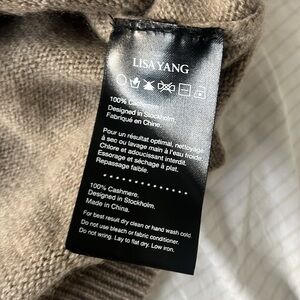 LISA YANG
100% Cashmere.
Designed in Stockholm.
Fabriqué en Chine.
Pour un résultat optimal, nettoyage
à sec ou lavage main à l'eau froide.
Chlore et adoucissant interdit.
Essorage et séchage à plat.
Repassage faible.
100% Cashmere.
Designed in Stockholm.
Made in China.
For best result dry clean or hand wash cold.
Do not use bleach or fabric conditioner.
Do not wring. Lay to flat dry. Low iron.